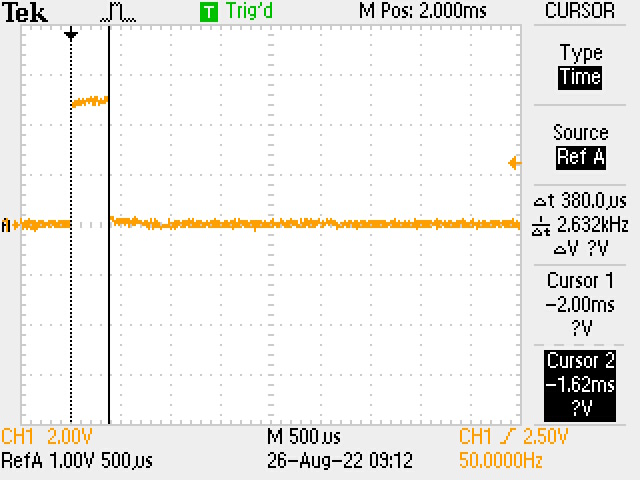 Tek
T Trig'd
M Pos: 2.000ms
CURSOR
Type
Time
Source
Ref A
Δt 380.0µs
1/Δt 2.632kHz
ΔV ?V
Cursor 1
-2.00ms
?V
Cursor 2
-1.62ms
?V
A
CH1 2.00V
M 500µs
CH1 2.50V
RefA 1.00V 500µs
26-Aug-22 09:12
50.0000Hz